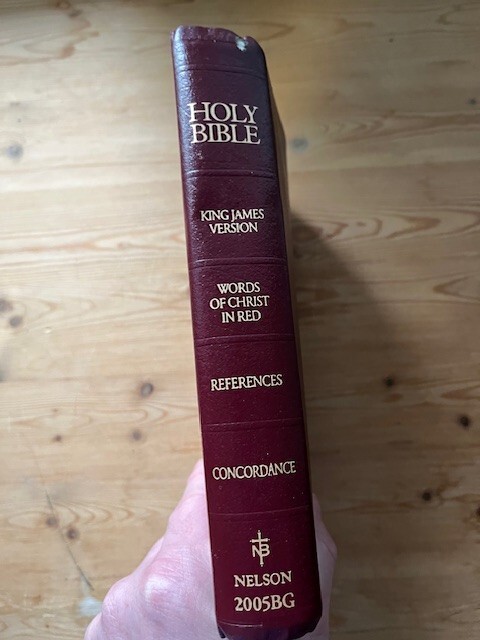 HOLY
BIBLE
KING JAMES
VERSION
WORDS
OF CHRIST
IN RED
REFERENCES
CONCORDANCE
NB
NELSON
2005BG